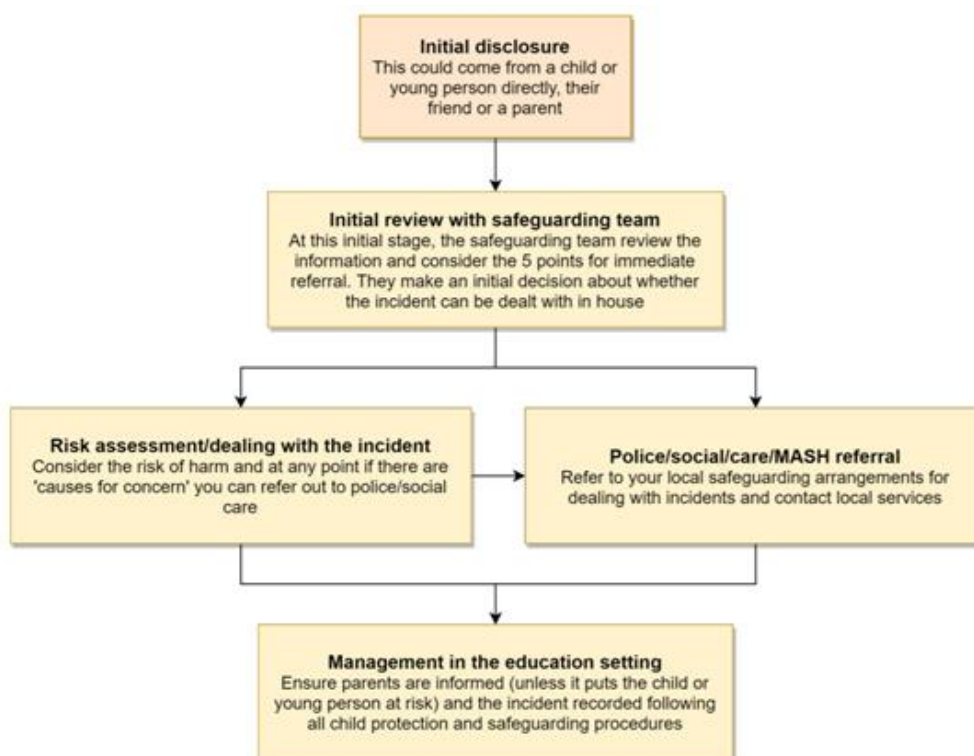 Initial disclosure
This could come from a child or
young person directly, their
friend or a parent
Initial review with safeguarding team
At this initial stage, the safeguarding team review the
information and consider the 5 points for immediate
referral. They make an initial decision about whether
the incident can be dealt with in house
Risk assessment/dealing with the incident
Consider the risk of harm and at any point if there are
'causes for concern' you can refer out to police/social
care
Police/social/care/MASH referral
Refer to your local safeguarding arrangements for
dealing with incidents and contact local services
Management in the education setting
Ensure parents are informed (unless it puts the child or
young person at risk) and the incident recorded following
all child protection and safeguarding procedures